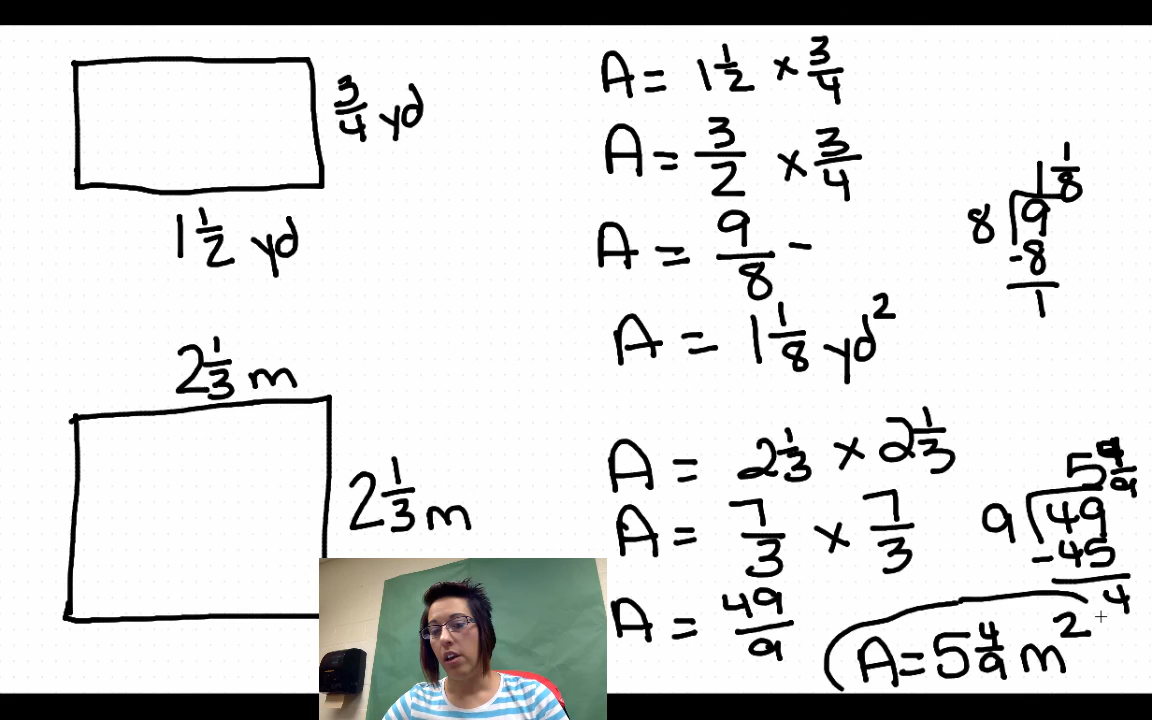 3/4 yd
1 1/2 yd
A = 1 1/2 × 3/4
A = 3/2 × 3/4
A = 9/8 -
A = 1 1/8 yd²
1 1/8
8 9
-8
1
2 1/3 m
2 1/3 m
A = 2 1/3 × 2 1/3
A = 7/3 × 7/3
A = 49/9
5 4/9
9 49
-45
4
A = 5 4/9 m²